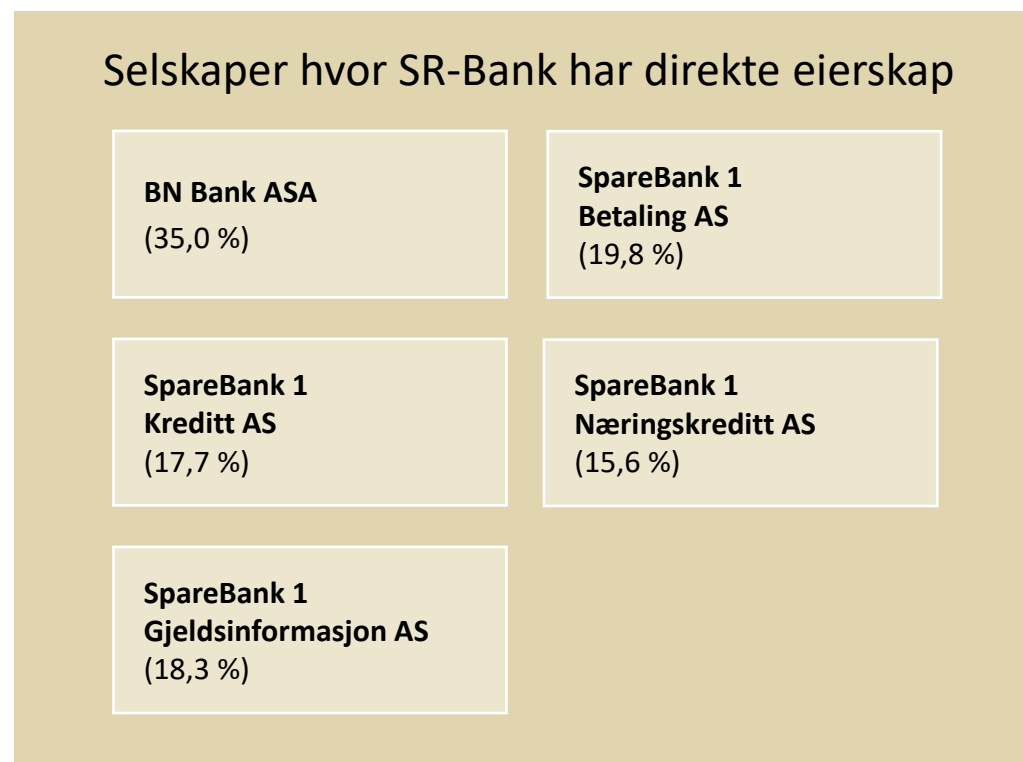 Selskaper hvor SR-Bank har direkte eierskap
BN Bank ASA
(35,0 %)
SpareBank 1
Betaling AS
(19,8 %)
SpareBank 1
Kreditt AS
(17,7 %)
SpareBank 1
Næringskreditt AS
(15,6 %)
SpareBank 1
Gjeldsinformasjon AS
(18,3 %)